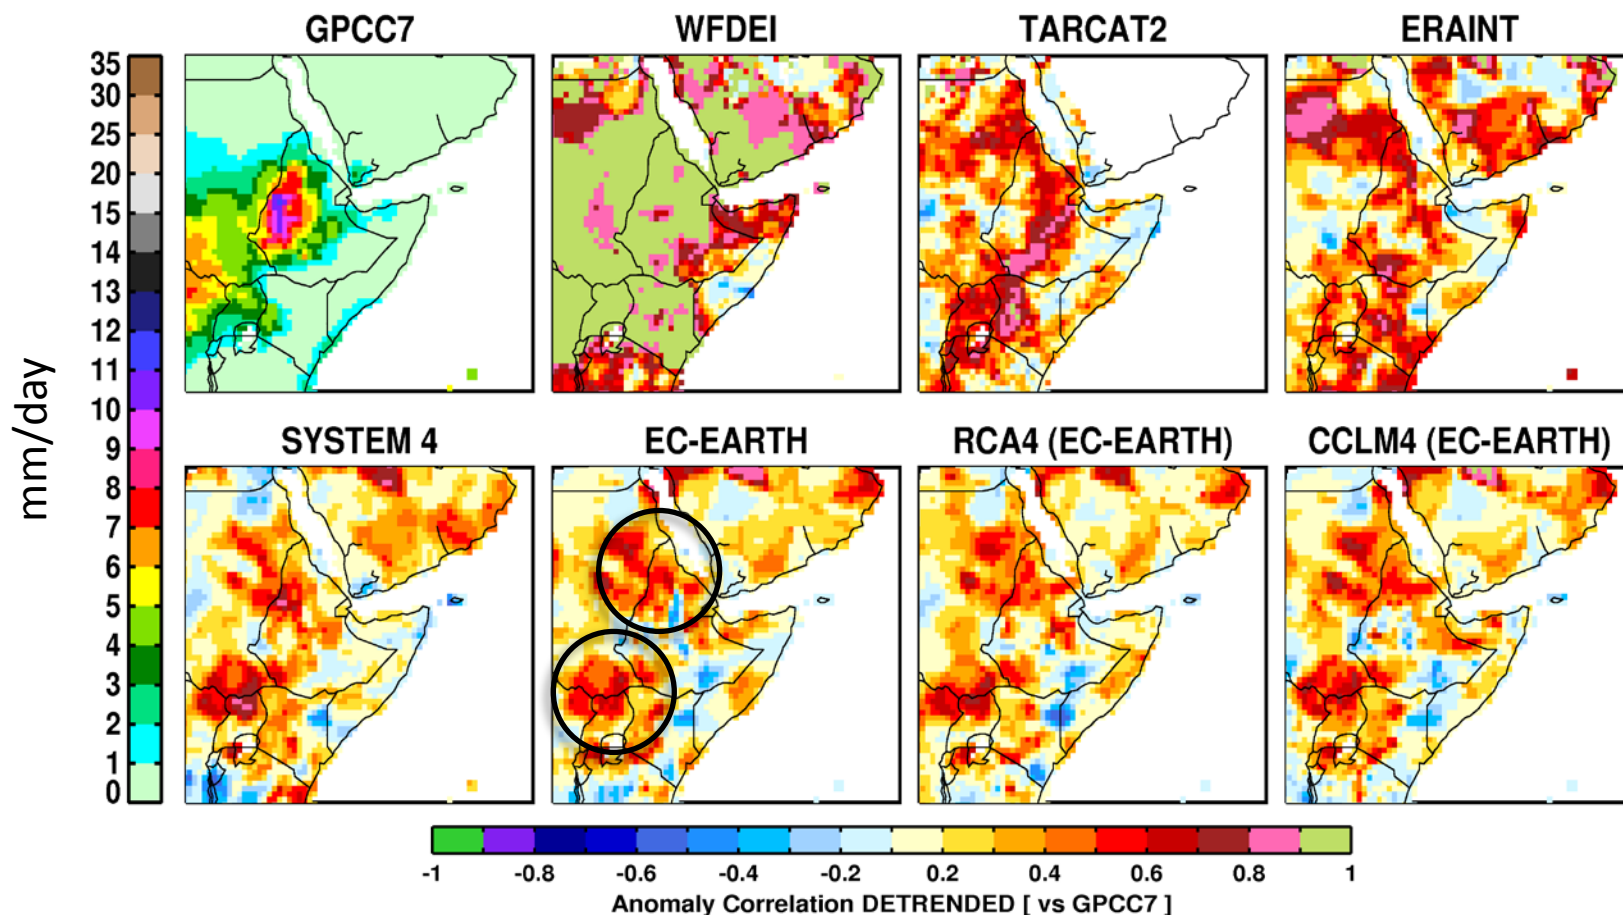 GPCC7
WFDEI
TARCAT2
ERAINT
mm/day
35
30
25
20
15
14
13
12
11
10
9
8
7
6
5
4
3
2
1
0
SYSTEM 4
EC-EARTH
RCA4 (EC-EARTH)
CCLM4 (EC-EARTH)
-1 -0.8 -0.6 -0.4 -0.2 0.2 0.4 0.6 0.8 1
Anomaly Correlation DETRENDED [ vs GPCC7 ]